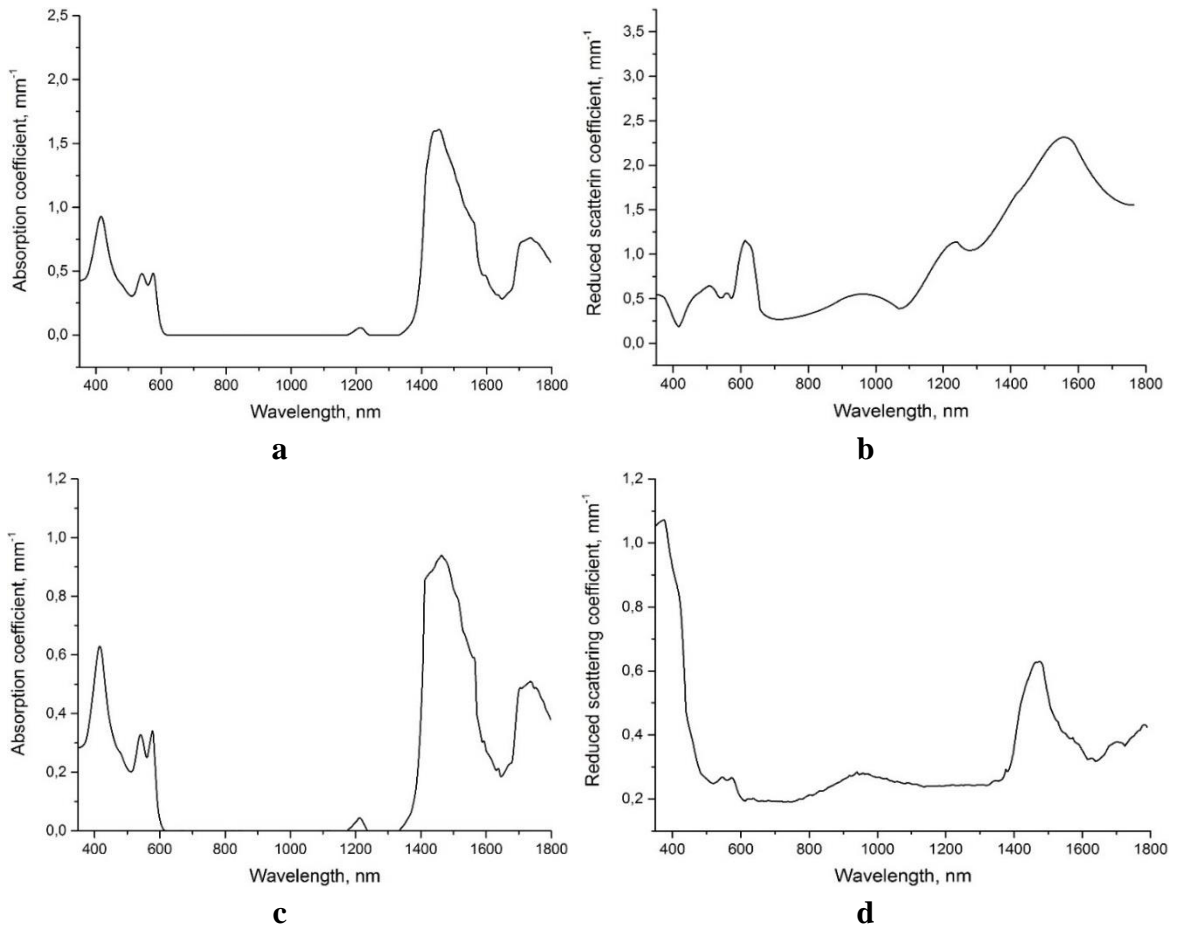 2,5
2,0
1,5
1,0
0,5
0,0
Absorption coefficient, mm⁻¹
400 600 800 1000 1200 1400 1600 1800
Wavelength, nm
a
3,5
3,0
2,5
2,0
1,5
1,0
0,5
0,0
Reduced scatterin coefficient, mm⁻¹
400 600 800 1000 1200 1400 1600 1800
Wavelength, nm
b
1,2
1,0
0,8
0,6
0,4
0,2
0,0
Absorption coefficient, mm⁻¹
400 600 800 1000 1200 1400 1600 1800
Wavelength, nm
c
1,2
1,0
0,8
0,6
0,4
0,2
Reduced scattering coefficient, mm⁻¹
400 600 800 1000 1200 1400 1600 1800
Wavelength, nm
d